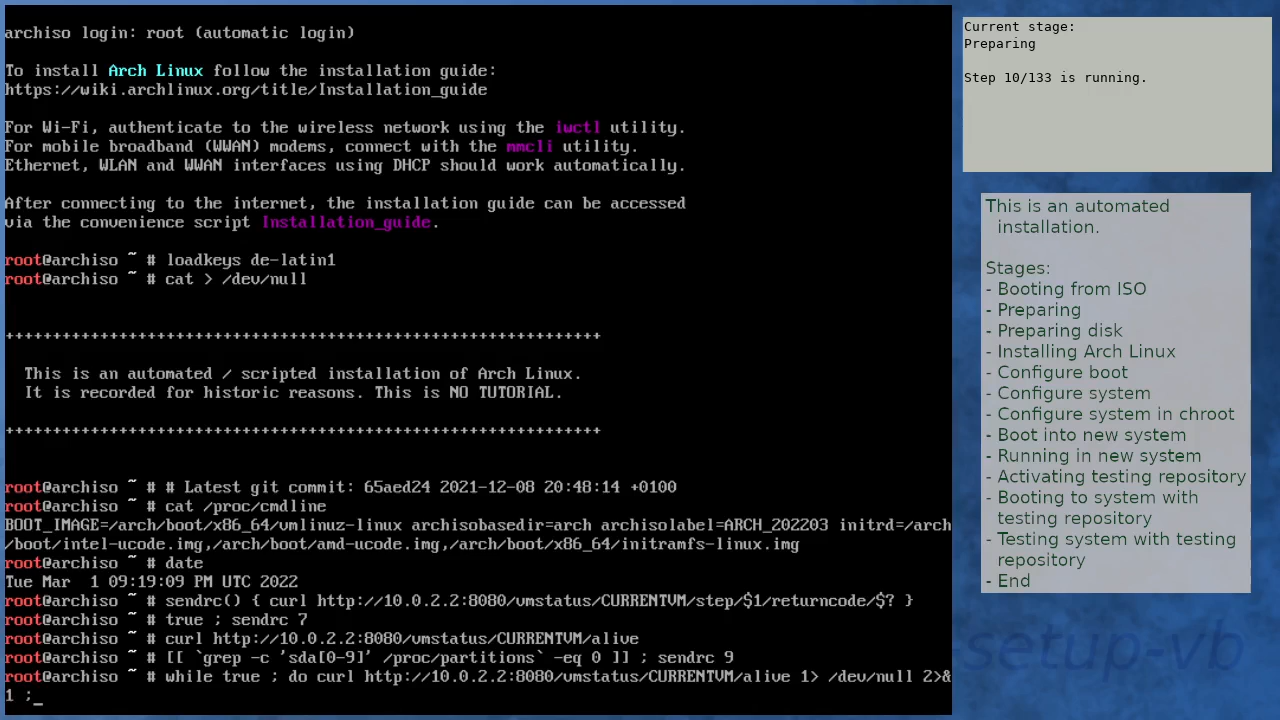 archiso login: root (automatic login)
To install Arch Linux follow the installation guide:
https://wiki.archlinux.org/title/Installation_guide
For Wi-Fi, authenticate to the wireless network using the iwctl utility.
For mobile broadband (WWAN) modems, connect with the mmcli utility.
Ethernet, WLAN and WWAN interfaces using DHCP should work automatically.
After connecting to the internet, the installation guide can be accessed
via the convenience script Installation_guide.
root@archiso ~ # loadkeys de-latin1
root@archiso ~ # cat > /dev/null
+++++++++++++++++++++++++++++++++++++++++++++++++++++++++++++++
This is an automated / scripted installation of Arch Linux.
It is recorded for historic reasons. This is NO TUTORIAL.
+++++++++++++++++++++++++++++++++++++++++++++++++++++++++++++++
root@archiso ~ # # Latest git commit: 65aed24 2021-12-08 20:48:14 +0100
root@archiso ~ # cat /proc/cmdline
BOOT_IMAGE=/arch/boot/x86_64/vmlinuz-linux archisobasedir=arch archisolabel=ARCH_202203 initrd=/arch
/boot/intel-ucode.img,/arch/boot/amd-ucode.img,/arch/boot/x86_64/initramfs-linux.img
root@archiso ~ # date
Tue Mar  1 09:19:09 PM UTC 2022
root@archiso ~ # sendrc() { curl http://10.0.2.2:8080/vmstatus/CURRENTVM/step/$1/returncode/$? }
root@archiso ~ # true ; sendrc 7
root@archiso ~ # curl http://10.0.2.2:8080/vmstatus/CURRENTVM/alive
root@archiso ~ # [[ `grep -c 'sda[0-9]' /proc/partitions` -eq 0 ]] ; sendrc 9
root@archiso ~ # while true ; do curl http://10.0.2.2:8080/vmstatus/CURRENTVM/alive 1> /dev/null 2>&
1 ;_
Current stage:
Preparing
Step 10/133 is running.
This is an automated
installation.
Stages:
- Booting from ISO
- Preparing
- Preparing disk
- Installing Arch Linux
- Configure boot
- Configure system
- Configure system in chroot
- Boot into new system
- Running in new system
- Activating testing repository
- Booting to system with
testing repository
- Testing system with testing
repository
- End
-setup-vb